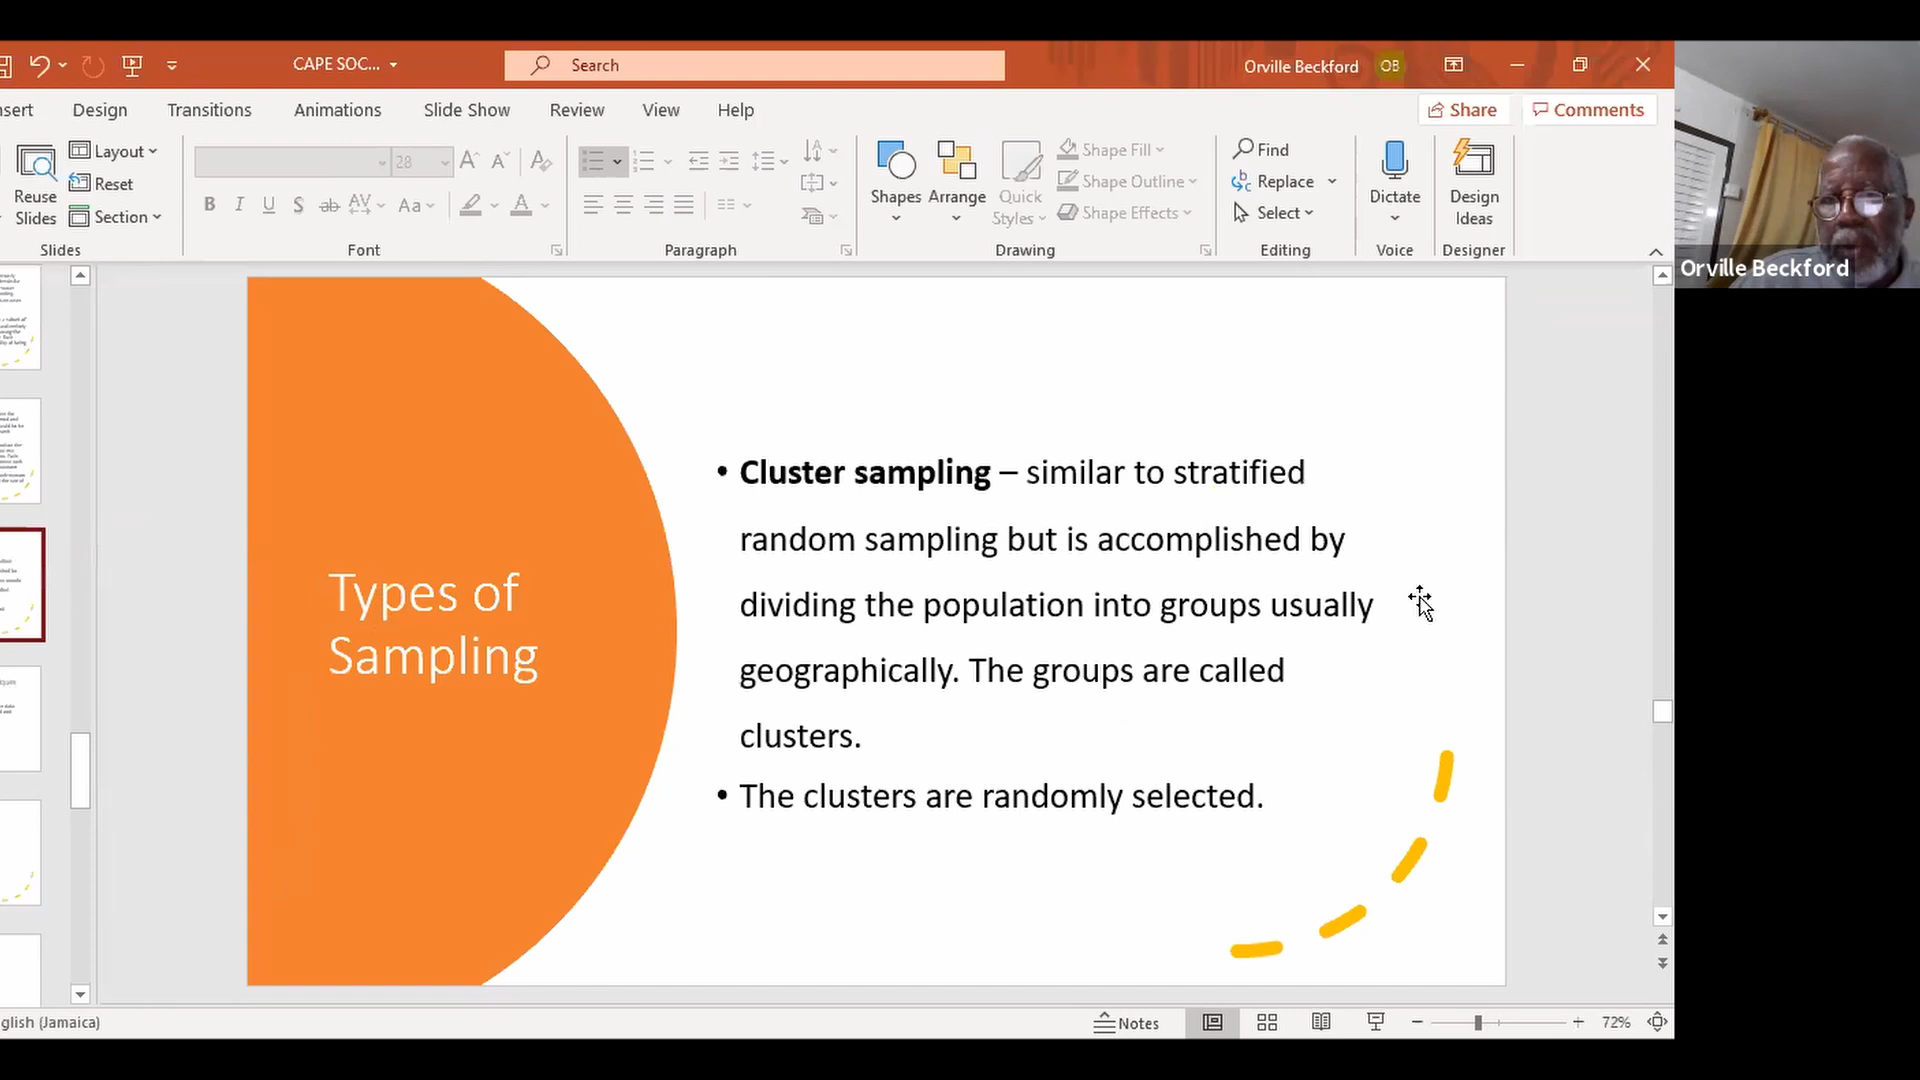 CAPE SOC...
Search
Orville Beckford
OB
Design
Transitions
Animations
Slide Show
Review
View
Help
Share
Comments
Reuse
Slides
Layout
Reset
Section
28
Aa
Shapes
Arrange
Quick
Styles
Shape Fill
Shape Outline
Shape Effects
Find
Replace
Select
Dictate
Design
Ideas
Slides
Font
Paragraph
Drawing
Editing
Voice
Designer
Orville Beckford
Types of
Sampling
• Cluster sampling – similar to stratified
random sampling but is accomplished by
dividing the population into groups usually
geographically. The groups are called
clusters.
• The clusters are randomly selected.
glish (Jamaica)
Notes
72%